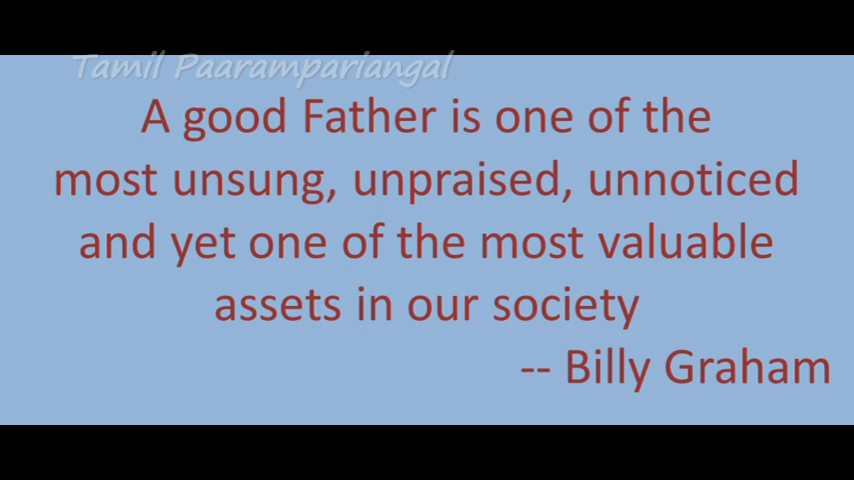 Tamil Paarampariangal
A good Father is one of the
most unsung, unpraised, unnoticed
and yet one of the most valuable
assets in our society
-- Billy Graham